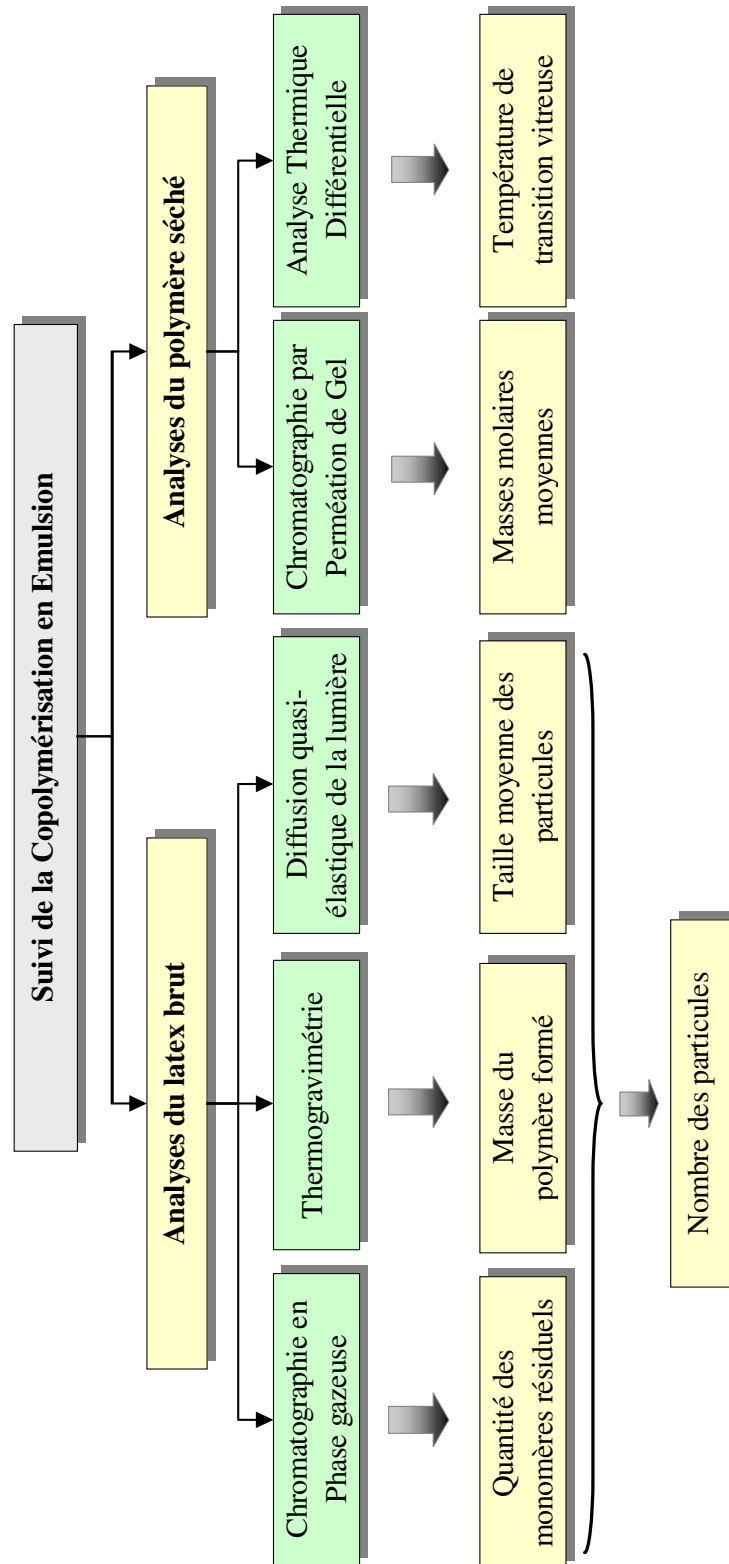 Suivi de la Copolymérisation en Emulsion
Analyses du latex brut
Analyses du polymère séché
Chromatographie en
Phase gazeuse
Thermogravimétrie
Diffusion quasi-
élastique de la lumière
Chromatographie par
Perméation de Gel
Analyse Thermique
Différentielle
Quantité des
monomères résiduels
Masse du
polymère formé
Taille moyenne des
particules
Masses molaires
moyennes
Température de
transition vitreuse
Nombre des particules